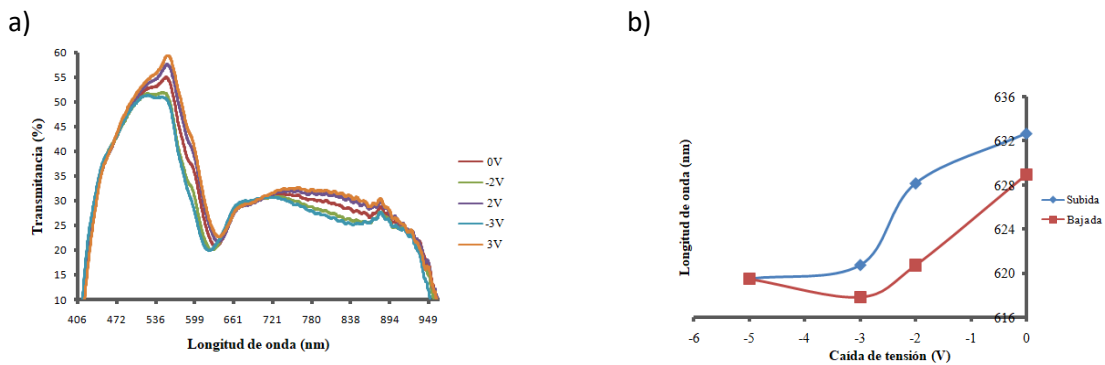 a)
60
55
50
45
40
35
30
25
20
15
10
Transmitancia (%)
406 472 536 599 661 721 780 838 894 949
Longitud de onda (nm)
0V
-2V
2V
-3V
3V
b)
Longitud de onda (nm)
636
632
628
624
620
616
-6 -5 -4 -3 -2 -1 0
Caída de tensión (V)
Subida
Bajada